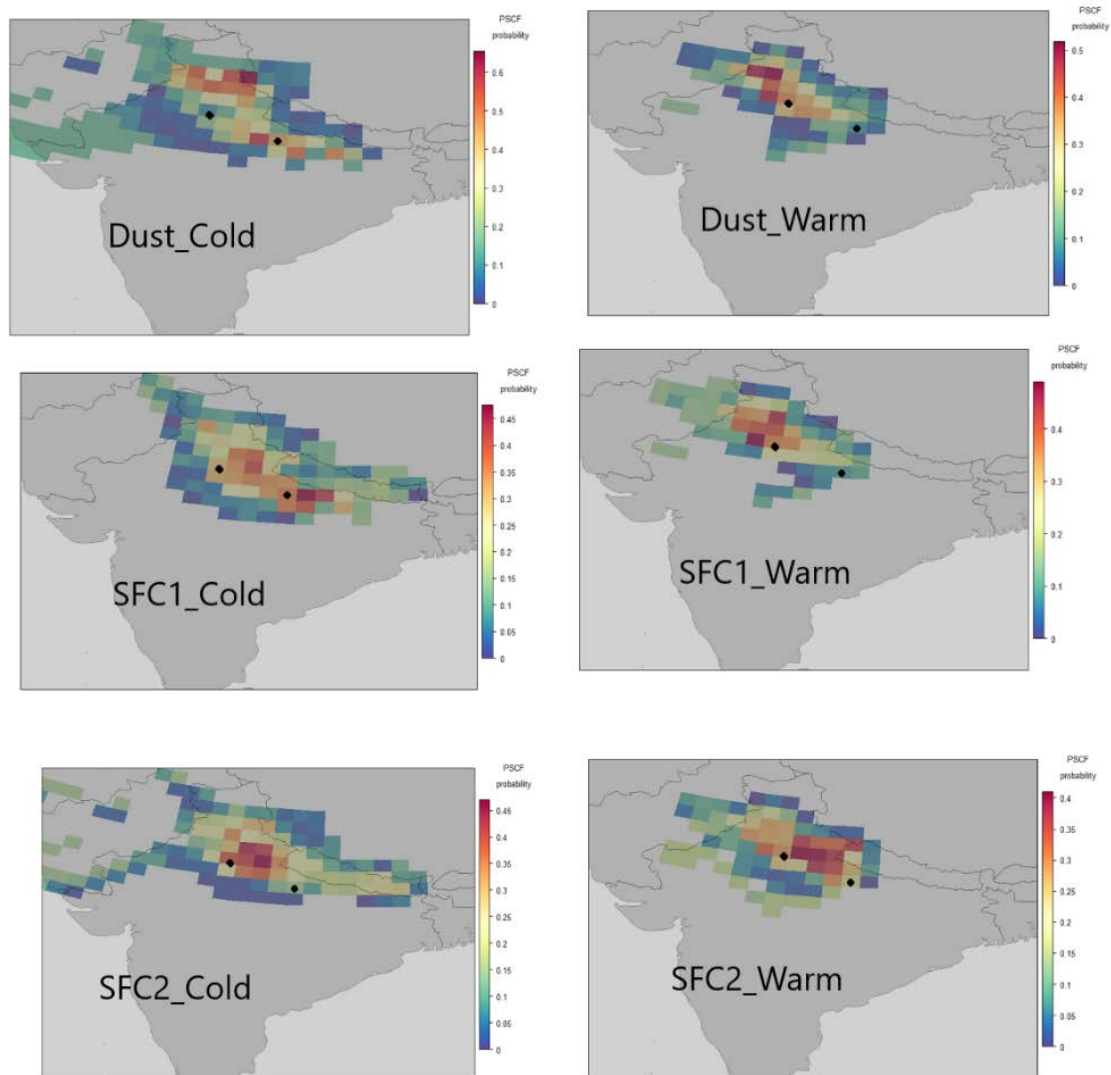 PSCF
probability
0.6
0.5
0.4
0.3
0.2
0.1
0
Dust_Cold
PSCF
probability
0.5
0.4
0.3
0.2
0.1
0
Dust_Warm
PSCF
probability
0.45
0.4
0.35
0.3
0.25
0.2
0.15
0.1
0.05
0
SFC1_Cold
PSCF
probability
0.4
0.3
0.2
0.1
0
SFC1_Warm
PSCF
probability
0.45
0.4
0.35
0.3
0.25
0.2
0.15
0.1
0.05
0
SFC2_Cold
PSCF
probability
0.4
0.35
0.3
0.25
0.2
0.15
0.1
0.05
0
SFC2_Warm